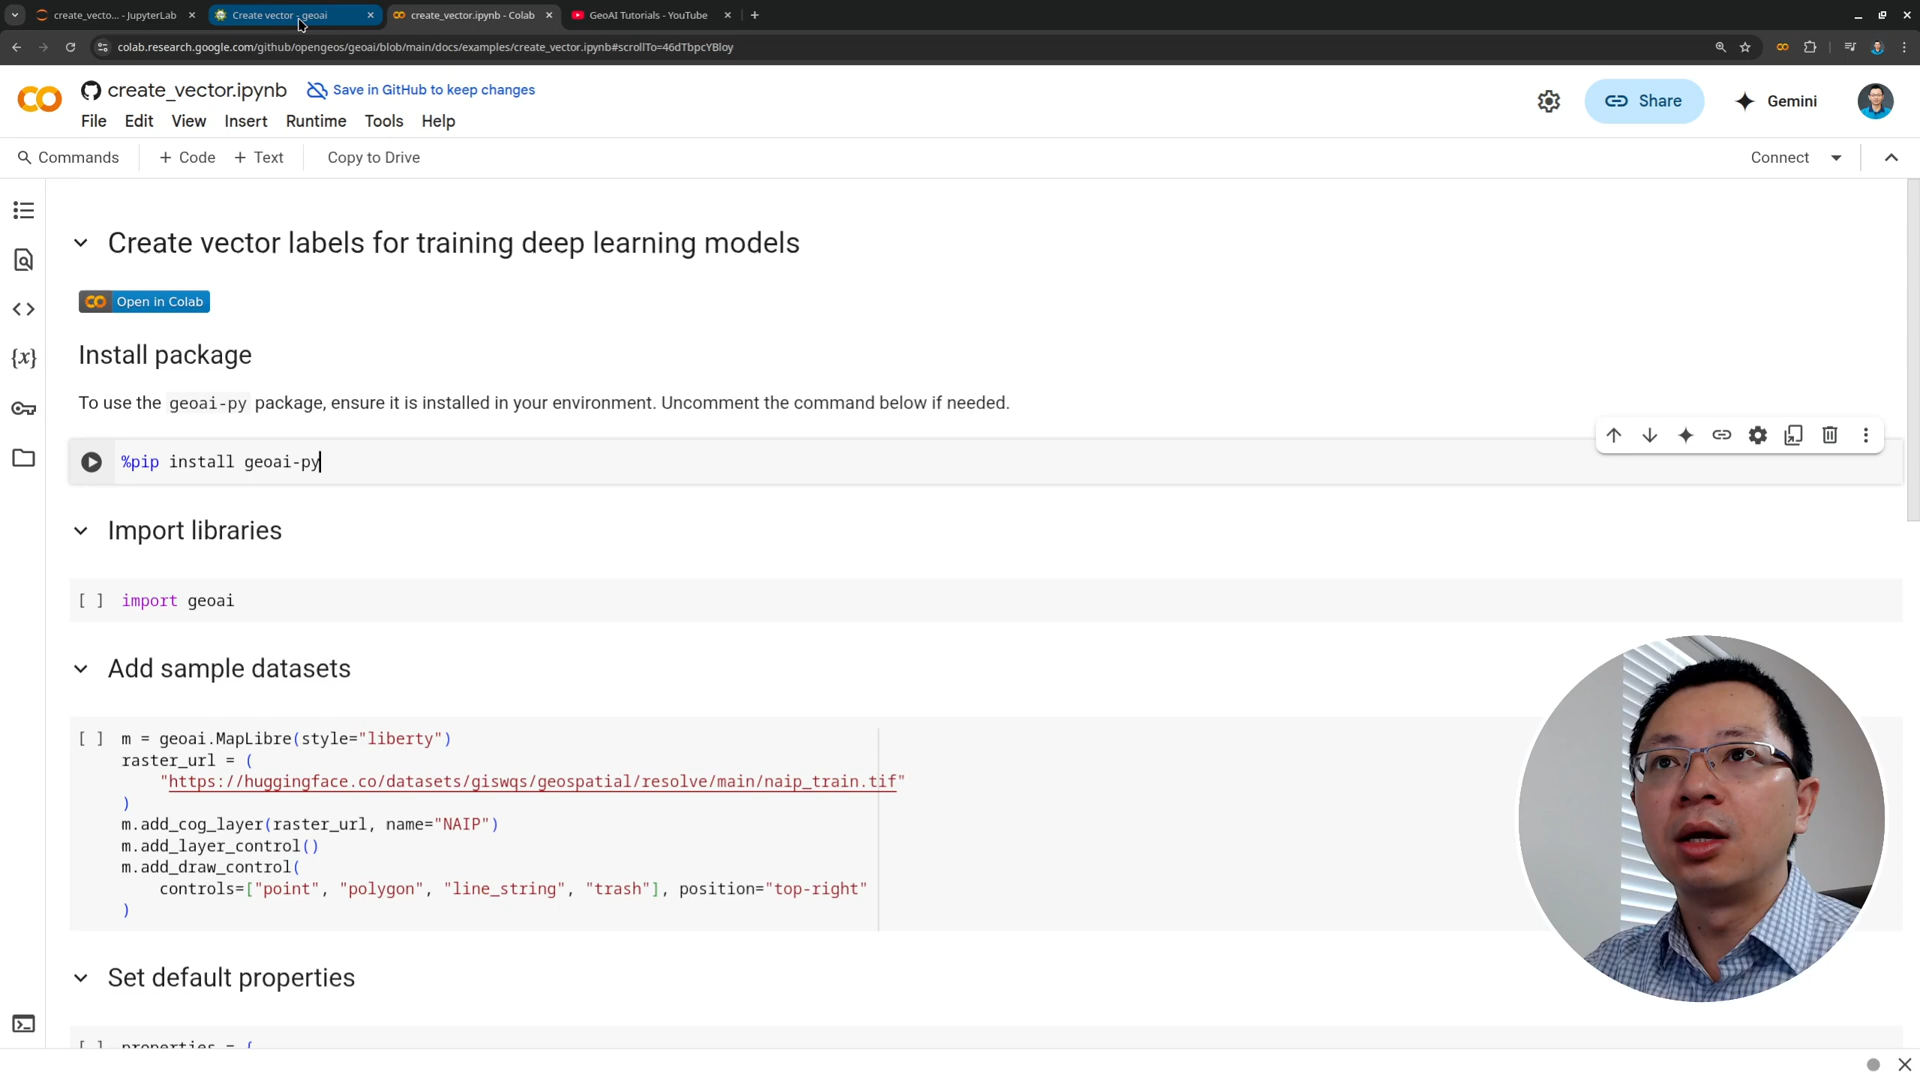 create_vecto... - JupyterLab
Create vector - geoai
create_vector.ipynb - Colab
GeoAI Tutorials - YouTube
colab.research.google.com/github/opengeos/geoai/blob/main/docs/examples/create_vector.ipynb#scrollTo=46dTbpcYBloy
create_vector.ipynb
Save in GitHub to keep changes
Share
Gemini
File Edit View Insert Runtime Tools Help
Commands
+ Code + Text
Copy to Drive
Connect
Create vector labels for training deep learning models
Open in Colab
Install package
To use the geoai-py package, ensure it is installed in your environment. Uncomment the command below if needed.
%pip install geoai-py
Import libraries
[ ] import geoai
Add sample datasets
[ ] m = geoai.MapLibre(style="liberty")
raster_url = (
"https://huggingface.co/datasets/giswqs/geospatial/resolve/main/naip_train.tif"
)
m.add_cog_layer(raster_url, name="NAIP")
m.add_layer_control()
m.add_draw_control(
controls=["point", "polygon", "line_string", "trash"], position="top-right"
)
Set default properties
[ ] properties = {